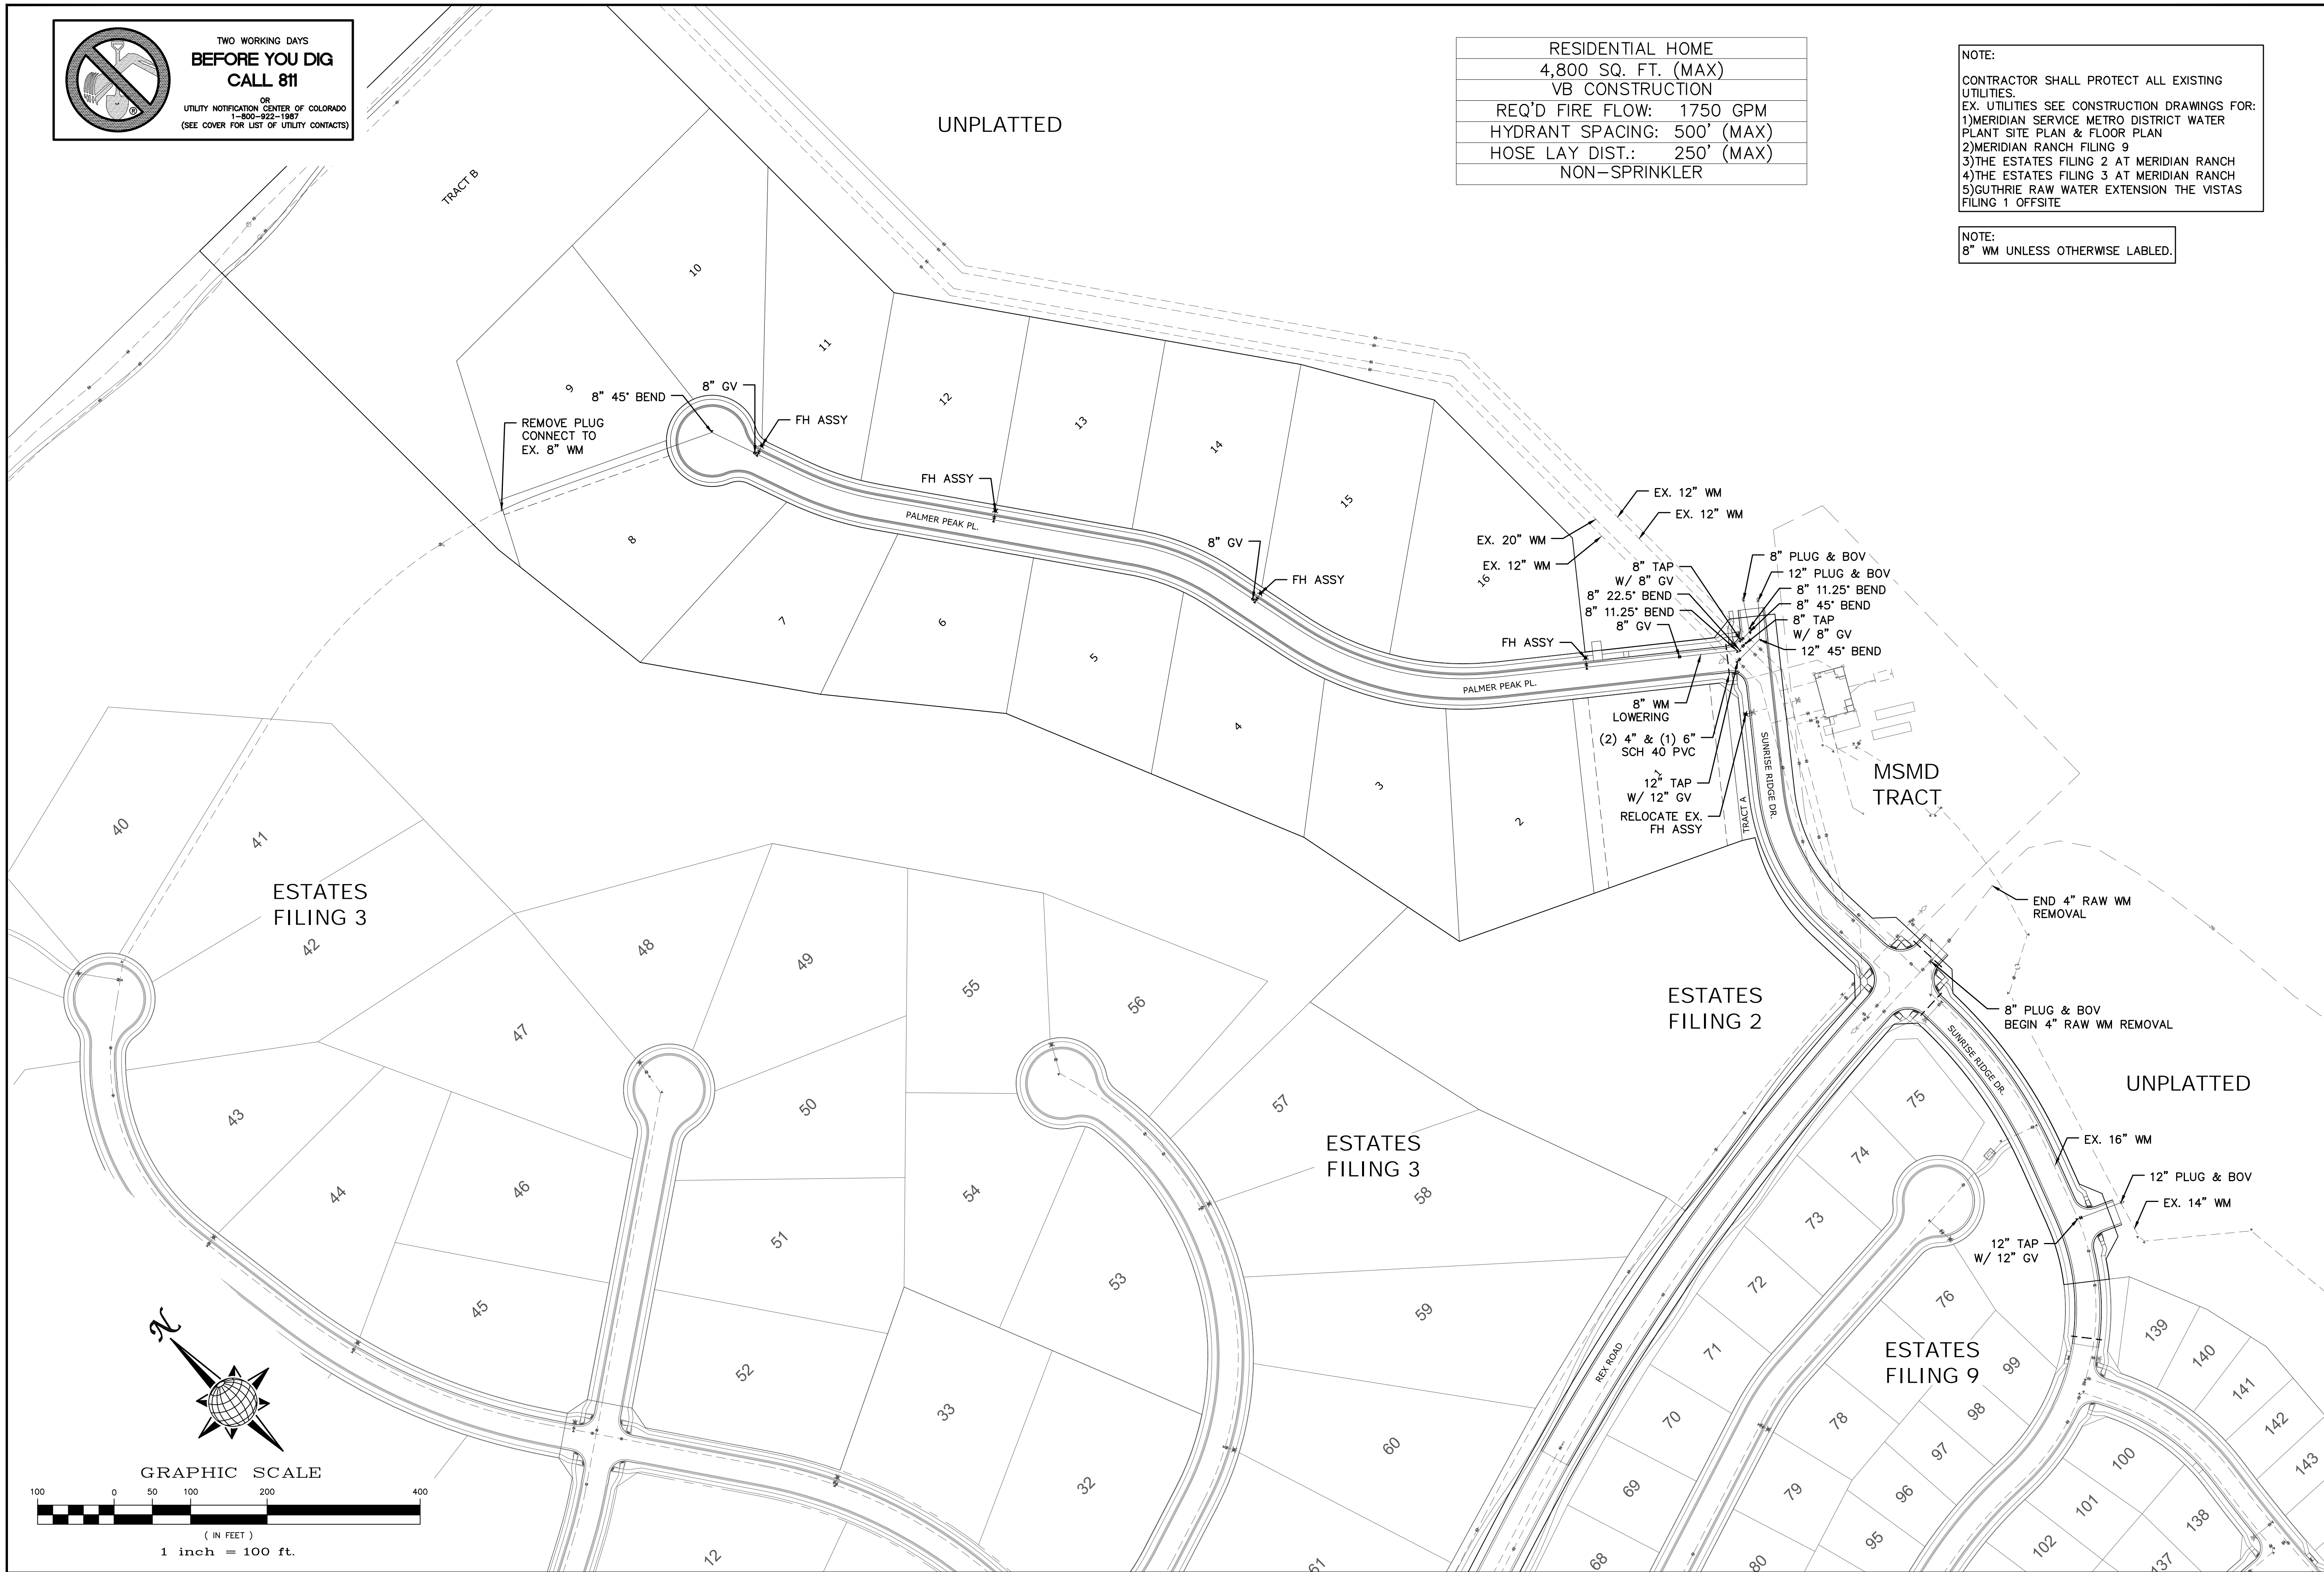 TWO WORKING DAYS
BEFORE YOU DIG
CALL 811
OR
UTILITY NOTIFICATION CENTER OF COLORADO
1-800-922-1987
(SEE COVER FOR LIST OF UTILITY CONTACTS)
®
RESIDENTIAL HOME
4,800 SQ. FT. (MAX)
VB CONSTRUCTION
REQ'D FIRE FLOW: 1750 GPM
HYDRANT SPACING: 500' (MAX)
HOSE LAY DIST.: 250' (MAX)
NON-SPRINKLER
NOTE:
CONTRACTOR SHALL PROTECT ALL EXISTING
UTILITIES.
EX. UTILITIES SEE CONSTRUCTION DRAWINGS FOR:
1)MERIDIAN SERVICE METRO DISTRICT WATER
PLANT SITE PLAN & FLOOR PLAN
2)MERIDIAN RANCH FILING 9
3)THE ESTATES FILING 2 AT MERIDIAN RANCH
4)THE ESTATES FILING 3 AT MERIDIAN RANCH
5)GUTHRIE RAW WATER EXTENSION THE VISTAS
FILING 1 OFFSITE
NOTE:
8" WM UNLESS OTHERWISE LABLED.
UNPLATTED
TRACT B
10
11
9
12
13
14
15
16
8
7
6
5
4
3
2
1
8" 45° BEND
8" GV
FH ASSY
REMOVE PLUG
CONNECT TO
EX. 8" WM
FH ASSY
PALMER PEAK PL.
8" GV
FH ASSY
EX. 12" WM
EX. 12" WM
EX. 20" WM
EX. 12" WM
8" TAP
W/ 8" GV
8" 22.5° BEND
8" 11.25° BEND
8" GV
FH ASSY
8" PLUG & BOV
12" PLUG & BOV
8" 11.25° BEND
8" 45° BEND
8" TAP
W/ 8" GV
12" 45° BEND
PALMER PEAK PL.
8" WM
LOWERING
(2) 4" & (1) 6"
SCH 40 PVC
12" TAP
W/ 12" GV
RELOCATE EX.
FH ASSY
TRACT A
SUNRISE RIDGE DR.
MSMD
TRACT
END 4" RAW WM
REMOVAL
8" PLUG & BOV
BEGIN 4" RAW WM REMOVAL
SUNRISE RIDGE DR.
UNPLATTED
EX. 16" WM
12" PLUG & BOV
EX. 14" WM
12" TAP
W/ 12" GV
ESTATES
FILING 2
ESTATES
FILING 3
ESTATES
FILING 3
ESTATES
FILING 9
REX ROAD
40
41
42
43
44
45
46
47
48
49
50
51
52
53
54
55
56
57
58
59
60
61
32
33
12
68
69
70
71
72
73
74
75
76
78
79
80
95
96
97
98
99
100
101
102
137
138
139
140
141
142
143
N
GRAPHIC SCALE
100 0 50 100 200 400
( IN FEET )
1 inch = 100 ft.